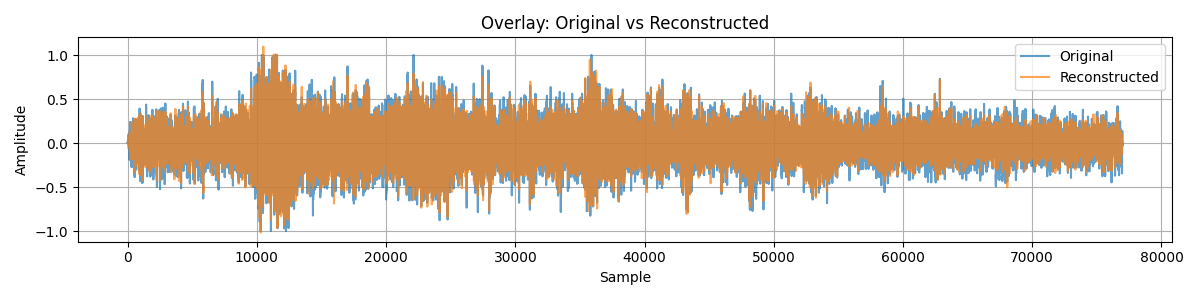 Overlay: Original vs Reconstructed
Original
Reconstructed
Amplitude
1.0
0.5
0.0
−0.5
−1.0
0 10000 20000 30000 40000 50000 60000 70000 80000
Sample